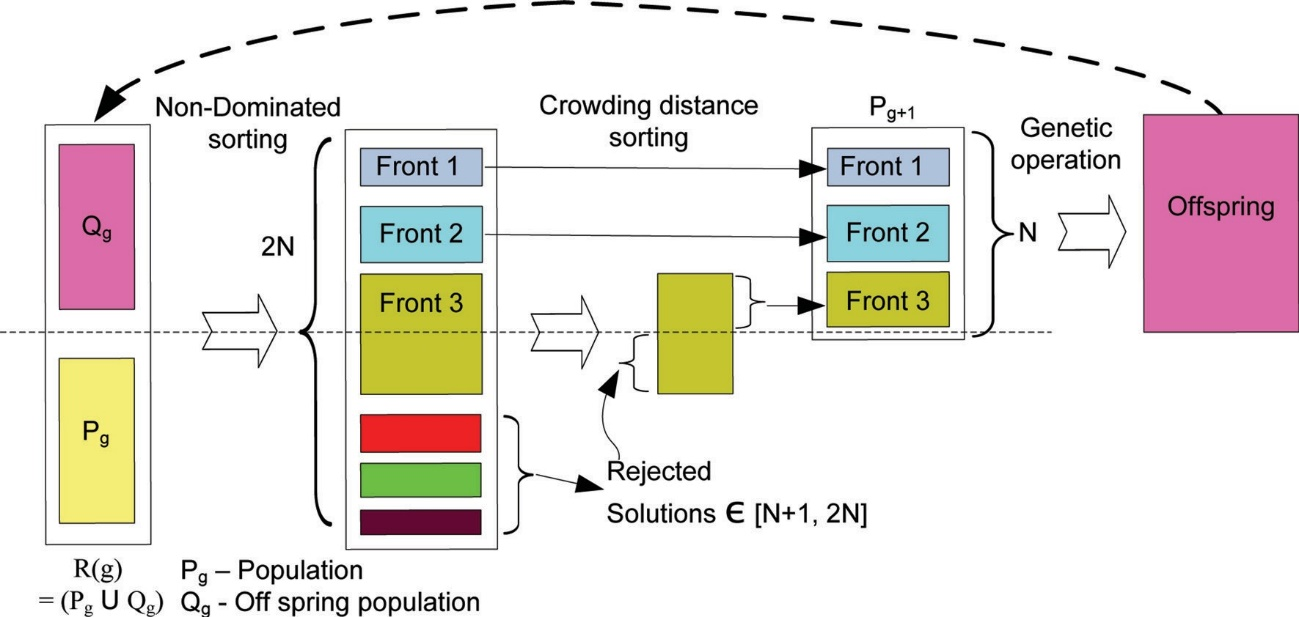 Non-Dominated
sorting
Crowding distance
sorting
Pg+1
Genetic
operation
Qg
Pg
2N
Front 1
Front 2
Front 3
Front 1
Front 2
Front 3
N
Offspring
Rejected
Solutions ∈ [N+1, 2N]
R(g)
= (Pg U Qg)
Pg – Population
Qg - Off spring population